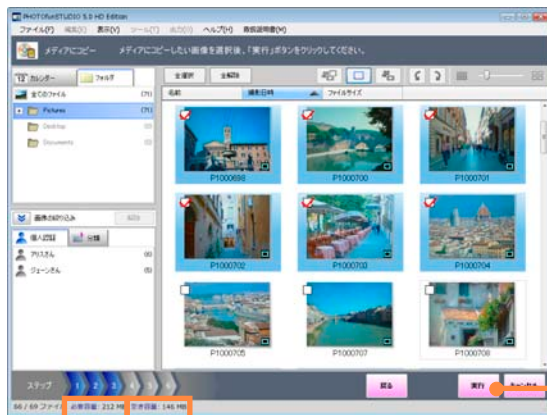 PHOTOfunSTUDIO 5.0 HD Edition
ファイル(F) 編集(E) 表示(V) ツール(T) 出力(O) ヘルプ(H) 取扱説明書(M)
メディアにコピー メディアにコピーしたい画像を選択後、「実行」ボタンをクリックしてください。
12 カレンダー フォルダ 全選択 全解除
全てのファイル (71)
名前 撮影日時 ファイルサイズ
Pictures (71)
Desktop (0)
Documents (0)
P1000698 P1000700 P1000701
画像の絞り込み 解除
個人認証 分類
アリスさん (6)
ジェーンさん (5)
P1000702 P1000703 P1000704
P1000705 P1000707 P1000708
ステップ 1 2 3 4 5 6 戻る 実行 キャンセル
66 / 69 ファイル 必要容量: 212 MB 空き容量: 146 MB